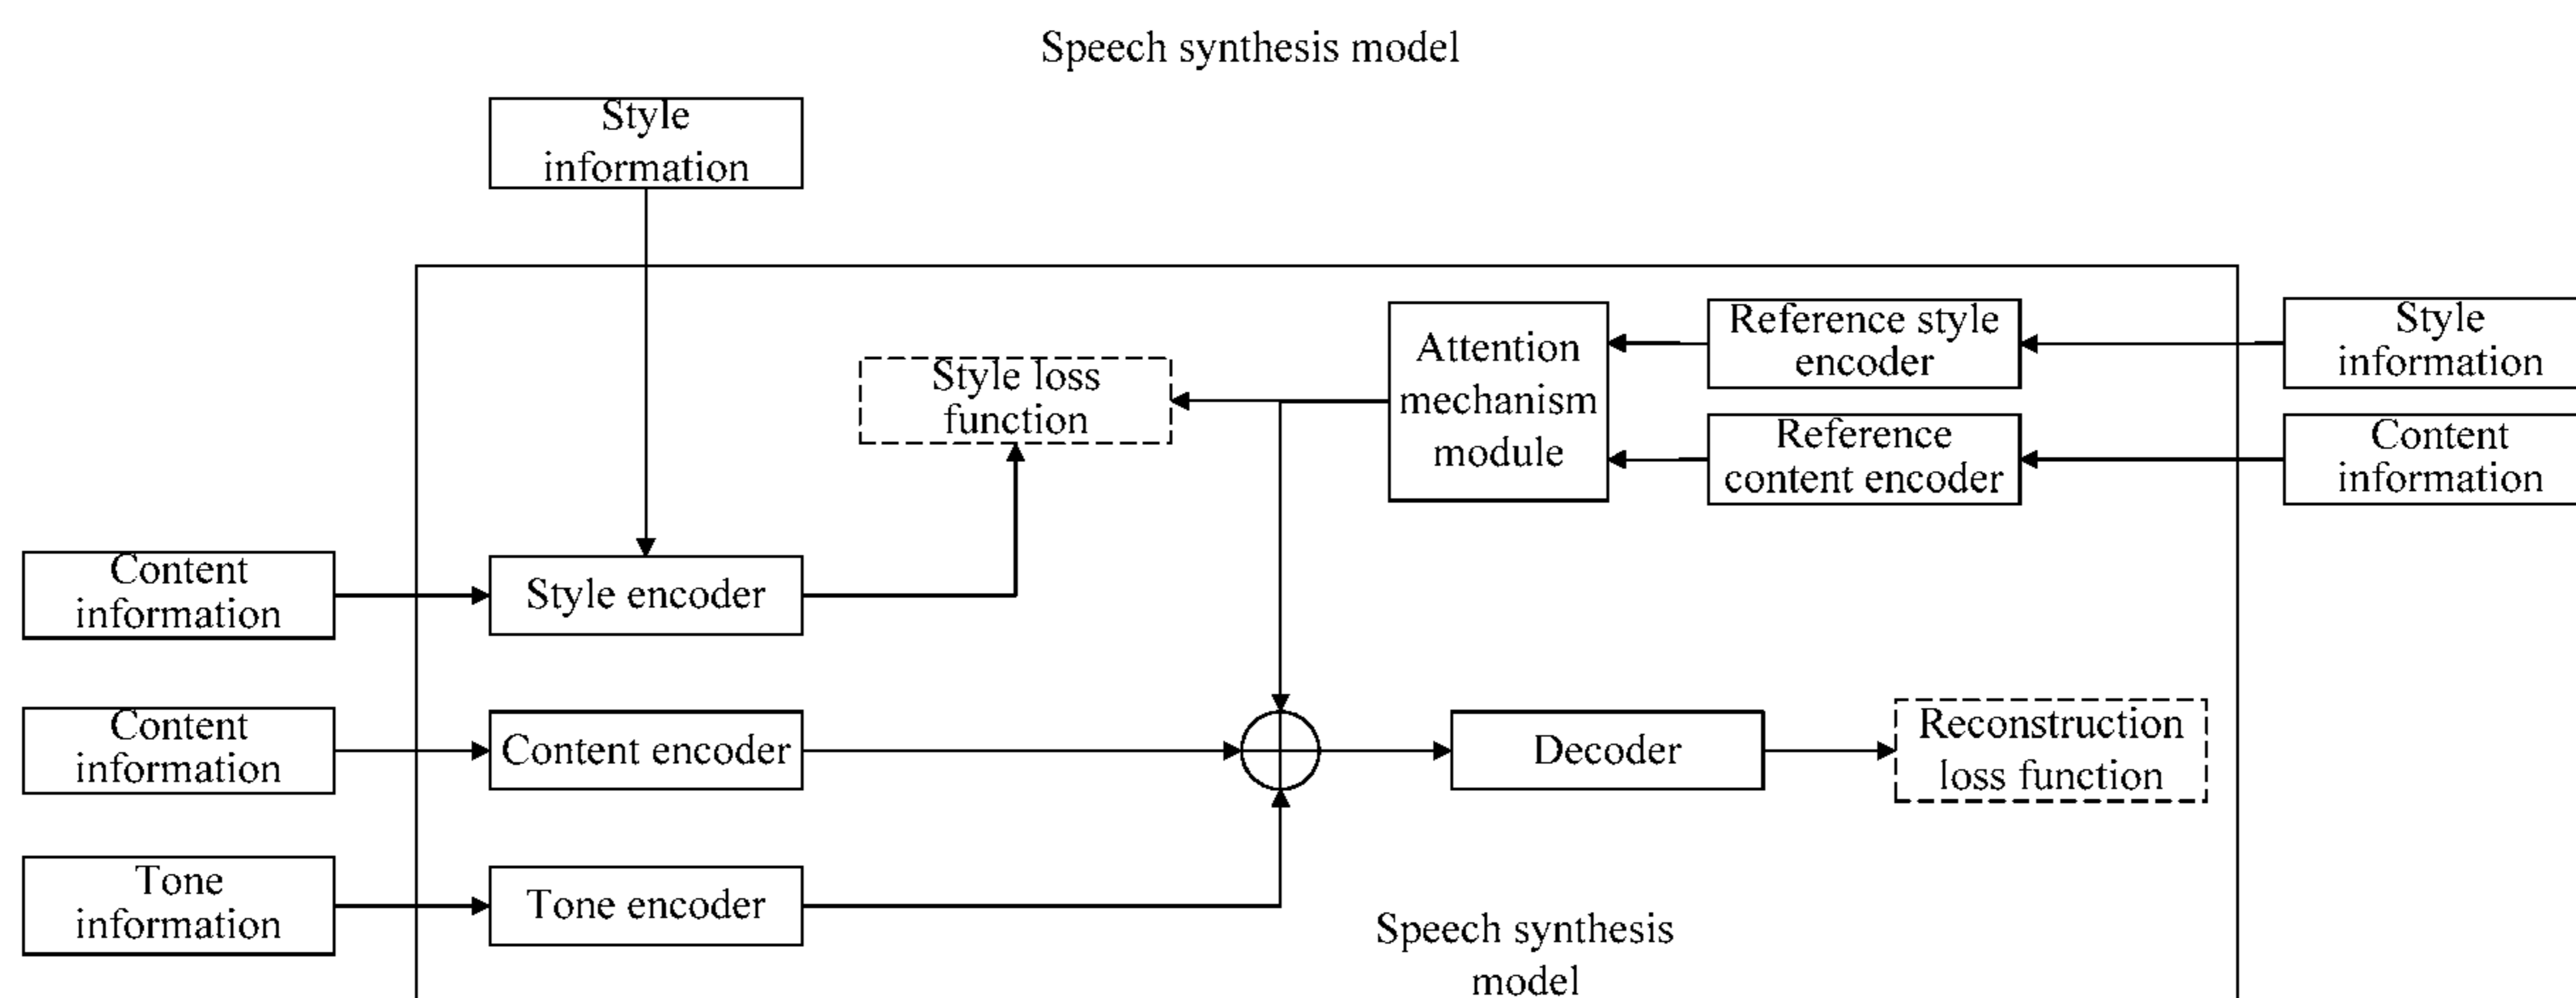 Speech synthesis model
Style
information
Style loss
function
Attention
mechanism
module
Reference style
encoder
Style
information
Reference
content encoder
Content
information
Content
information
Style encoder
Content
information
Content encoder
Decoder
Reconstruction
loss function
Tone
information
Tone encoder
Speech synthesis
model